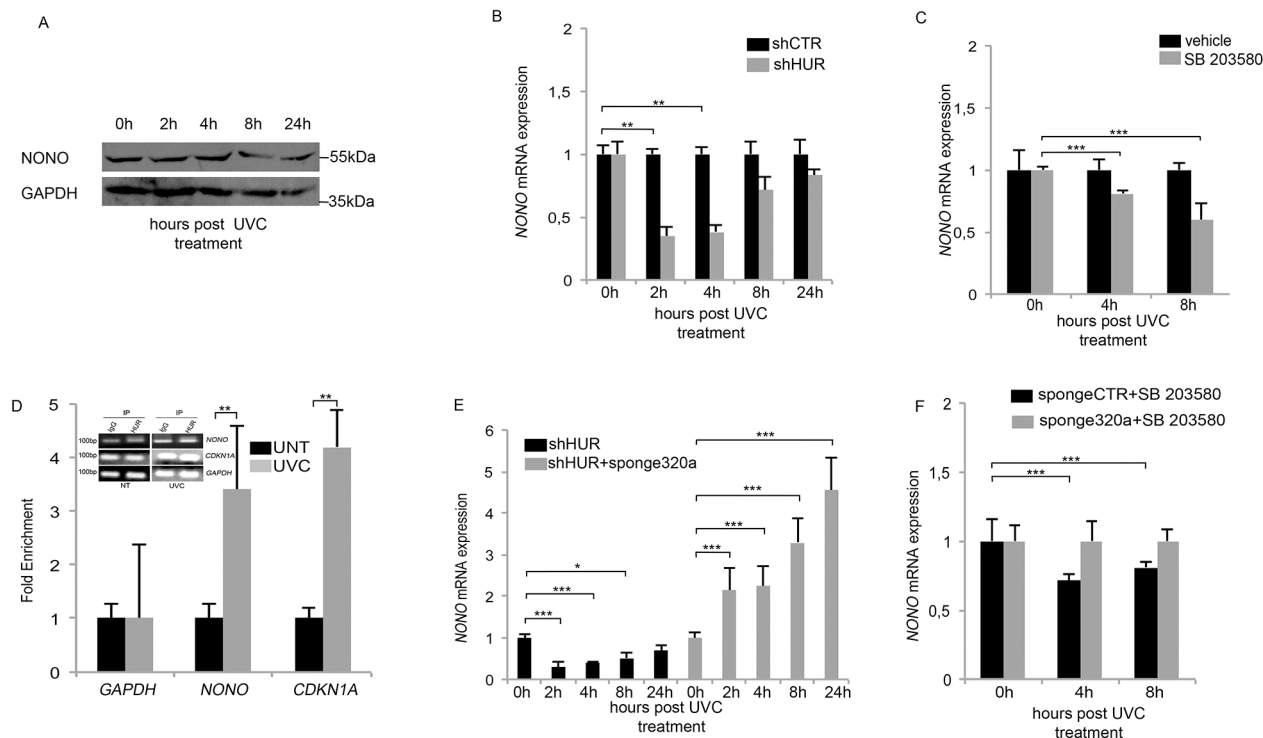 A
0h 2h 4h 8h 24h
NONO
–55kDa
GAPDH
–35kDa
hours post UVC
treatment
B
NONO mRNA expression
2
1,5
1
0,5
0
shCTR
shHUR
**
**
0h 2h 4h 8h 24h
hours post UVC
treatment
C
NONO mRNA expression
2
1,5
1
0,5
0
vehicle
SB 203580
***
***
0h 4h 8h
hours post UVC
treatment
D
Fold Enrichment
5
4
3
2
1
0
IP IP
IgG HUR IgG HUR
100bp NONO
100bp CDKN1A
100bp GAPDH
NT UVC
** **
UNT
UVC
GAPDH NONO CDKN1A
E
NONO mRNA expression
6
5
4
3
2
1
0
shHUR
shHUR+sponge320a
*
***
***
***
***
***
***
0h 2h 4h 8h 24h 0h 2h 4h 8h 24h
hours post UVC
treatment
F
NONO mRNA expression
2
1,5
1
0,5
0
spongeCTR+SB 203580
sponge320a+SB 203580
***
***
0h 4h 8h
hours post UVC
treatment